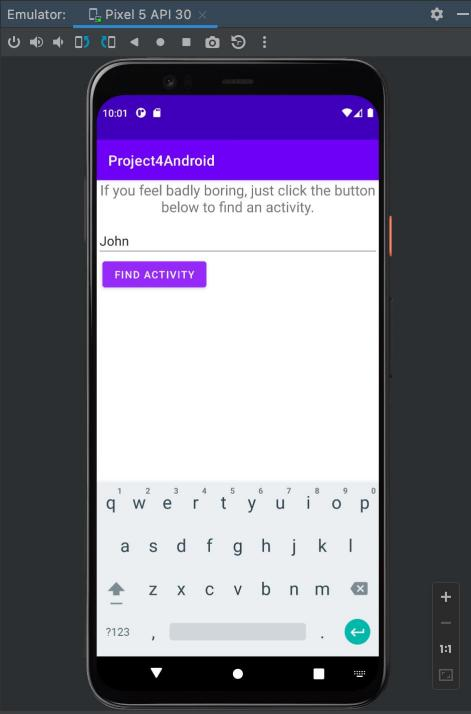 Emulator: Pixel 5 API 30
10:01
Project4Android
If you feel badly boring, just click the button
below to find an activity.
John
FIND ACTIVITY
1 2 3 4 5 6 7 8 9 0
q w e r t y u i o p
a s d f g h j k l
z x c v b n m
?123 , .
1:1